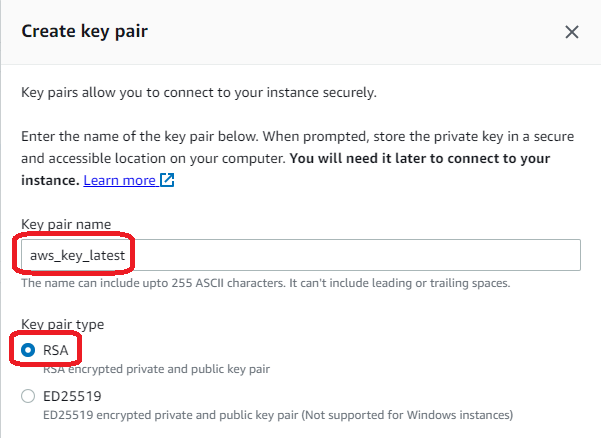 Create key pair
Key pairs allow you to connect to your instance securely.
Enter the name of the key pair below. When prompted, store the private key in a secure
and accessible location on your computer. You will need it later to connect to your
instance. Learn more
Key pair name
aws_key_latest
The name can include upto 255 ASCII characters. It can't include leading or trailing spaces.
Key pair type
RSA
RSA encrypted private and public key pair
ED25519
ED25519 encrypted private and public key pair (Not supported for Windows instances)